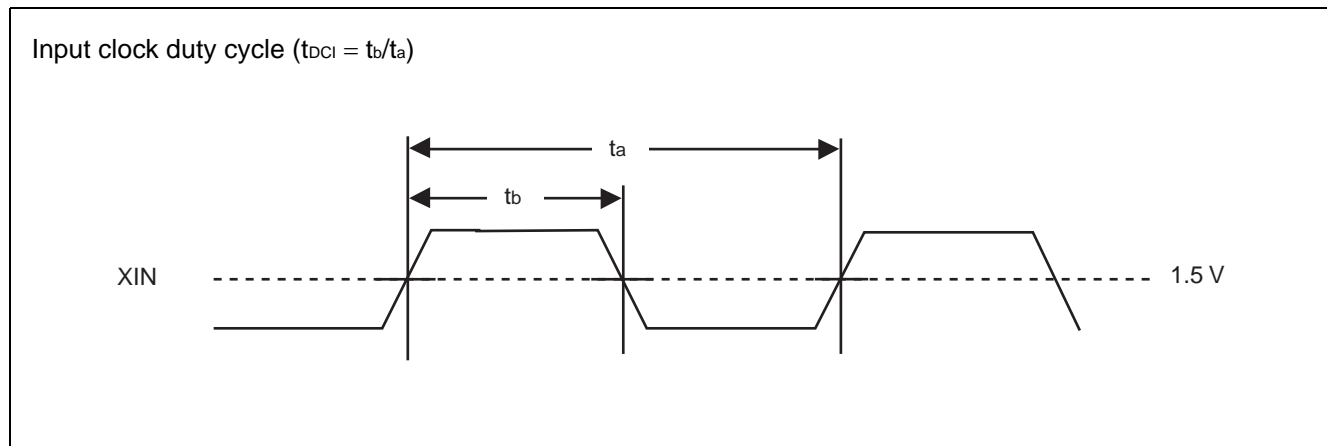 Input clock duty cycle (tDCI = tb/ta)
ta
tb
XIN
1.5 V